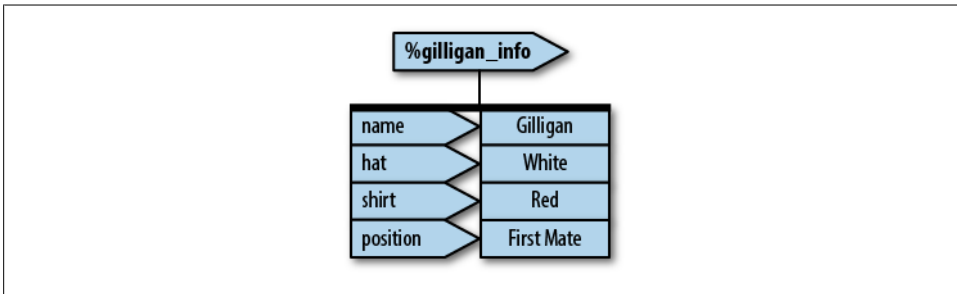 %gilligan_info
name Gilligan
hat White
shirt Red
position First Mate